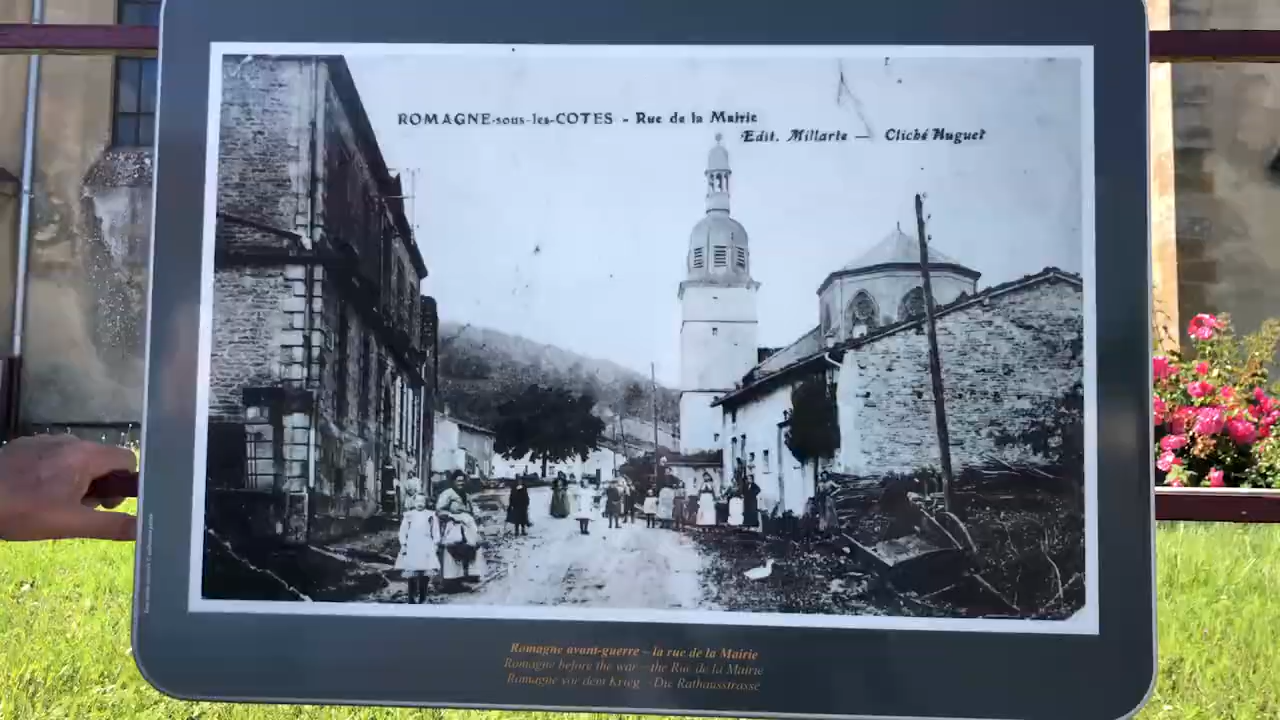 ROMAGNE-sous-les-COTES - Rue de la Mairie
Edit. Millarte — Cliché Huguet
Romagne avant-guerre - la rue de la Mairie
Romagne before the war - the Rue de la Mairie
Romagne vor dem Krieg - Die Rathausstrasse